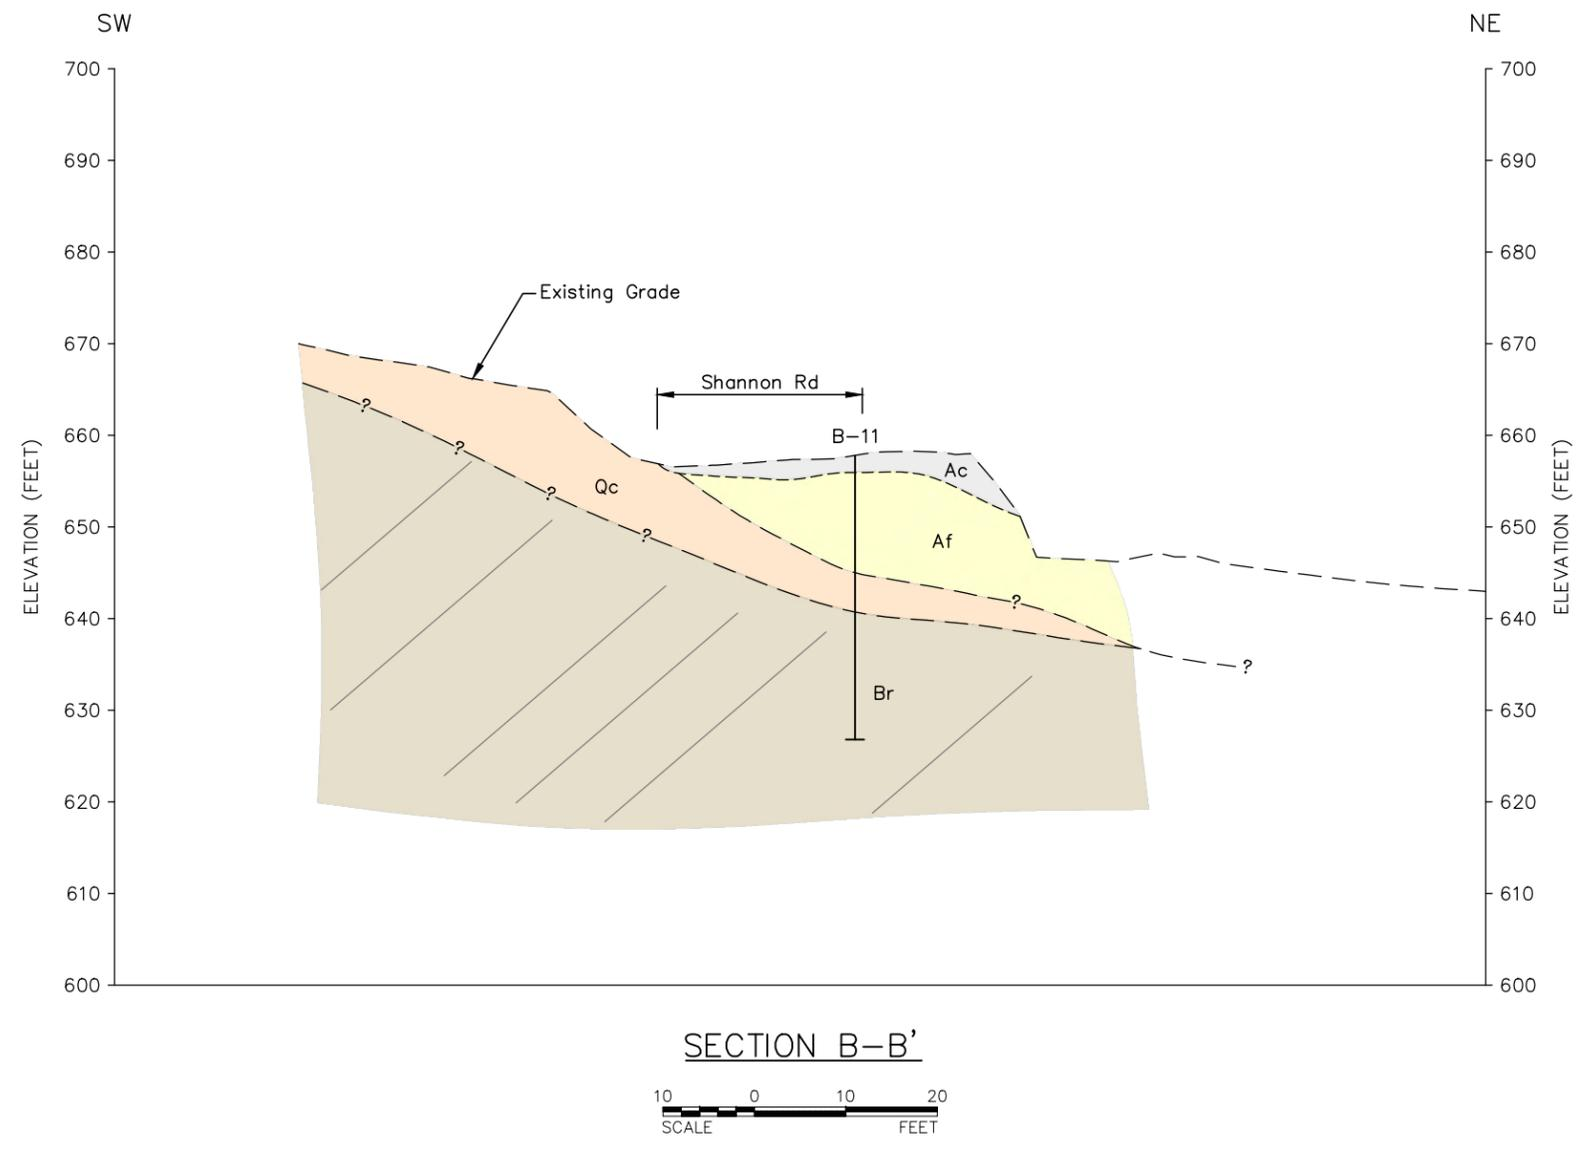 SW NE
700 700
690 690
680 680
Existing Grade
670 670
Shannon Rd
660 B-11 660
Ac
?
?
Qc
?
650 650
?
Af
ELEVATION (FEET) ELEVATION (FEET)
?
640 640
?
Br
630 630
620 620
610 610
600 600
SECTION B-B'
10 0 10 20
SCALE FEET